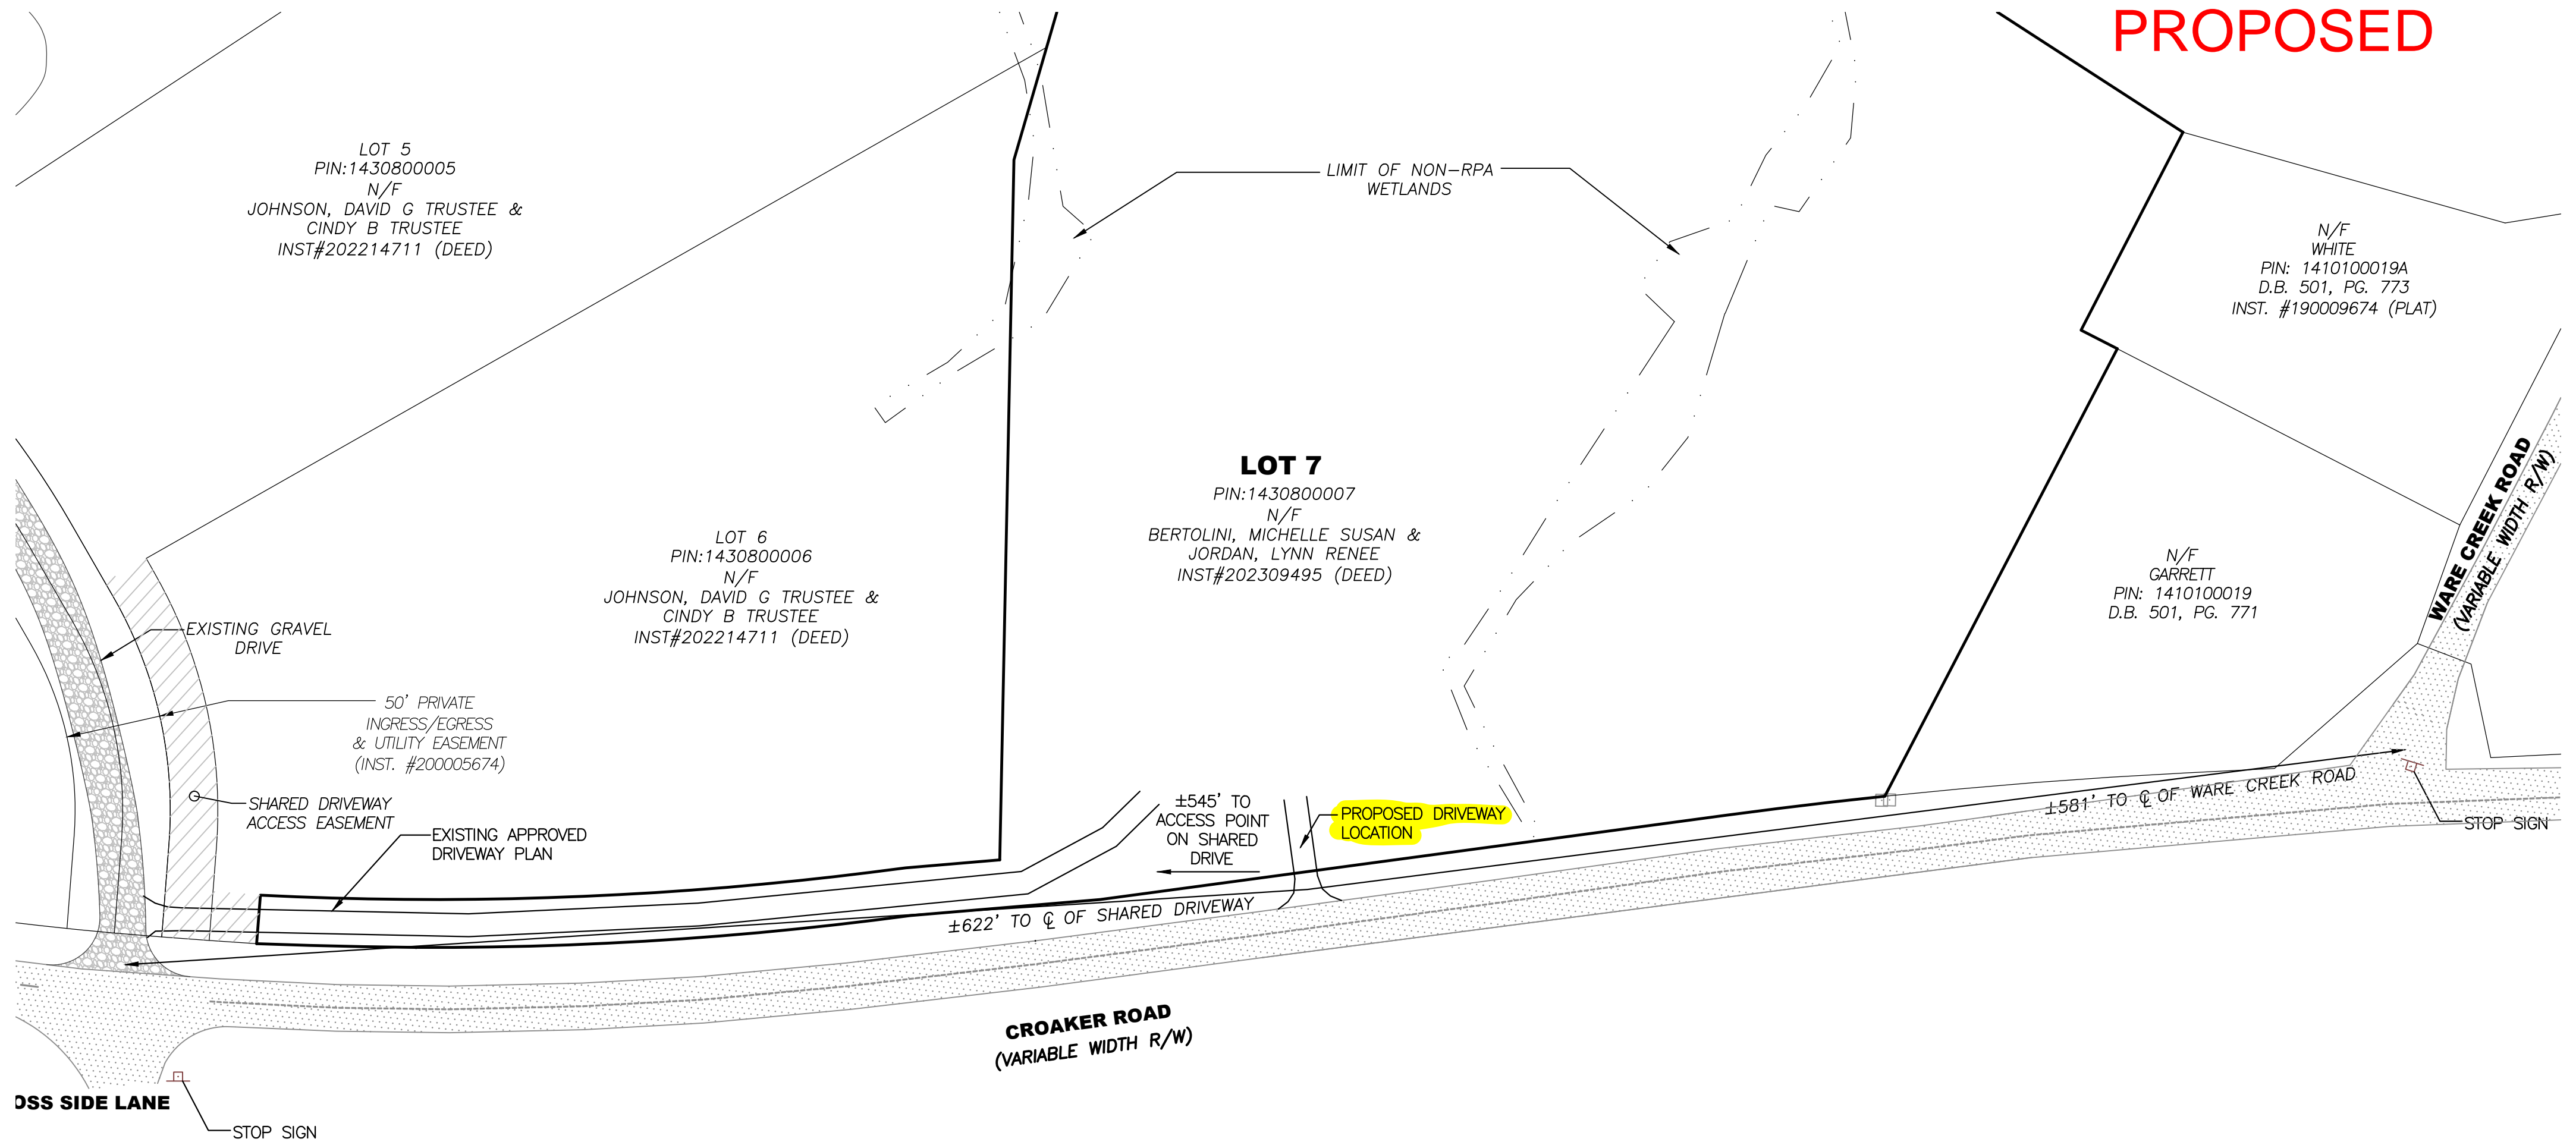 PROPOSED
LOT 5
PIN:1430800005
N/F
JOHNSON, DAVID G TRUSTEE &
CINDY B TRUSTEE
INST#202214711 (DEED)
LIMIT OF NON-RPA
WETLANDS
N/F
WHITE
PIN: 1410100019A
D.B. 501, PG. 773
INST. #190009674 (PLAT)
LOT 7
PIN:1430800007
N/F
BERTOLINI, MICHELLE SUSAN &
JORDAN, LYNN RENEE
INST#202309495 (DEED)
WARE CREEK ROAD
(VARIABLE WIDTH R/W)
LOT 6
PIN:1430800006
N/F
JOHNSON, DAVID G TRUSTEE &
CINDY B TRUSTEE
INST#202214711 (DEED)
N/F
GARRETT
PIN: 1410100019
D.B. 501, PG. 771
EXISTING GRAVEL
DRIVE
50' PRIVATE
INGRESS/EGRESS
& UTILITY EASEMENT
(INST. #200005674)
SHARED DRIVEWAY
ACCESS EASEMENT
EXISTING APPROVED
DRIVEWAY PLAN
±545' TO
ACCESS POINT
ON SHARED
DRIVE
PROPOSED DRIVEWAY
LOCATION
±581' TO ℄ OF WARE CREEK ROAD
STOP SIGN
±622' TO ℄ OF SHARED DRIVEWAY
CROAKER ROAD
(VARIABLE WIDTH R/W)
OSS SIDE LANE
STOP SIGN